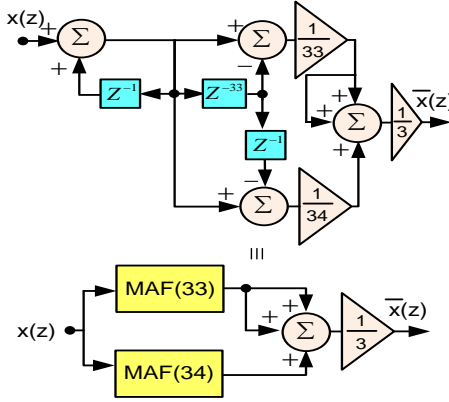 x(z)
+
Σ
+
+
Σ
−
1/33
Z⁻¹
Z⁻³³
Z⁻¹
+
+
Σ
+
1/3
x̅(z)
−
+
Σ
1/34
≡
MAF(33)
x(z)
+
+
Σ
+
1/3
x̅(z)
MAF(34)